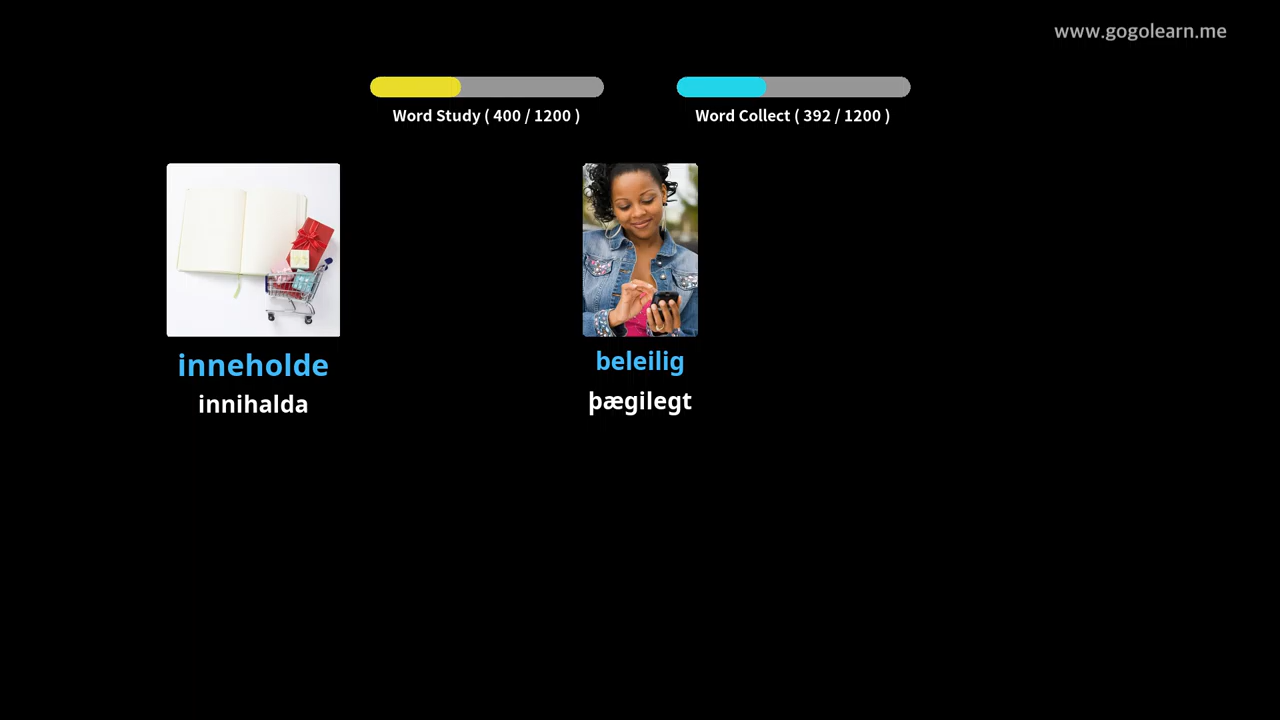 www.gogolearn.me
Word Study ( 400 / 1200 )
Word Collect ( 392 / 1200 )
inneholde
innihalda
beleilig
þægilegt